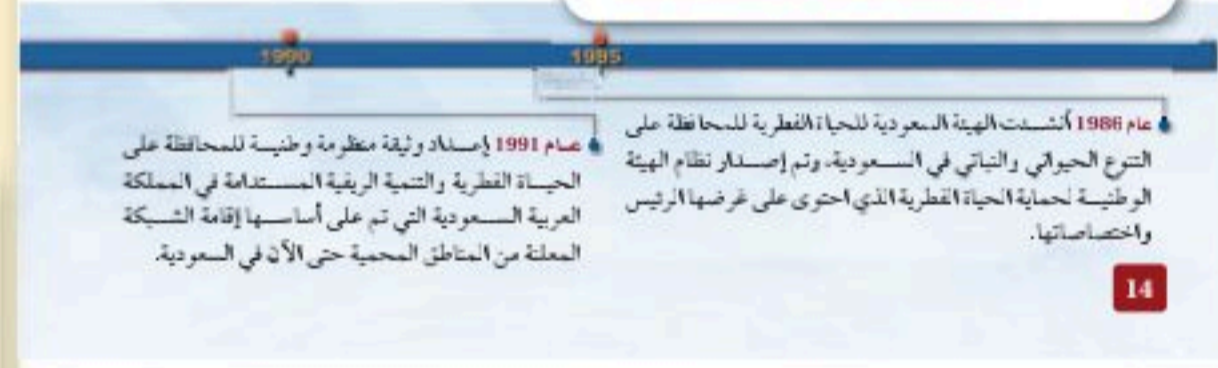 1985
1990
عام 1986 أنشئت الهيئة السعودية للحياة الفطرية للمحافظة على
التنوع الحيواني والنباتي في السعودية، وتم إصدار نظام الهيئة
الوطنية لحماية الحياة الفطرية الذي احتوى على غرضها الرئيس
واختصاصاتها.
عام 1991 إعداد وثيقة منظومة وطنية للمحافظة على
الحياة الفطرية والتنمية الريفية المستدامة في المملكة
العربية السعودية التي تم على أساسها إقامة الشبكة
المعلنة من المناطق المحمية حتى الآن في السعودية.
14